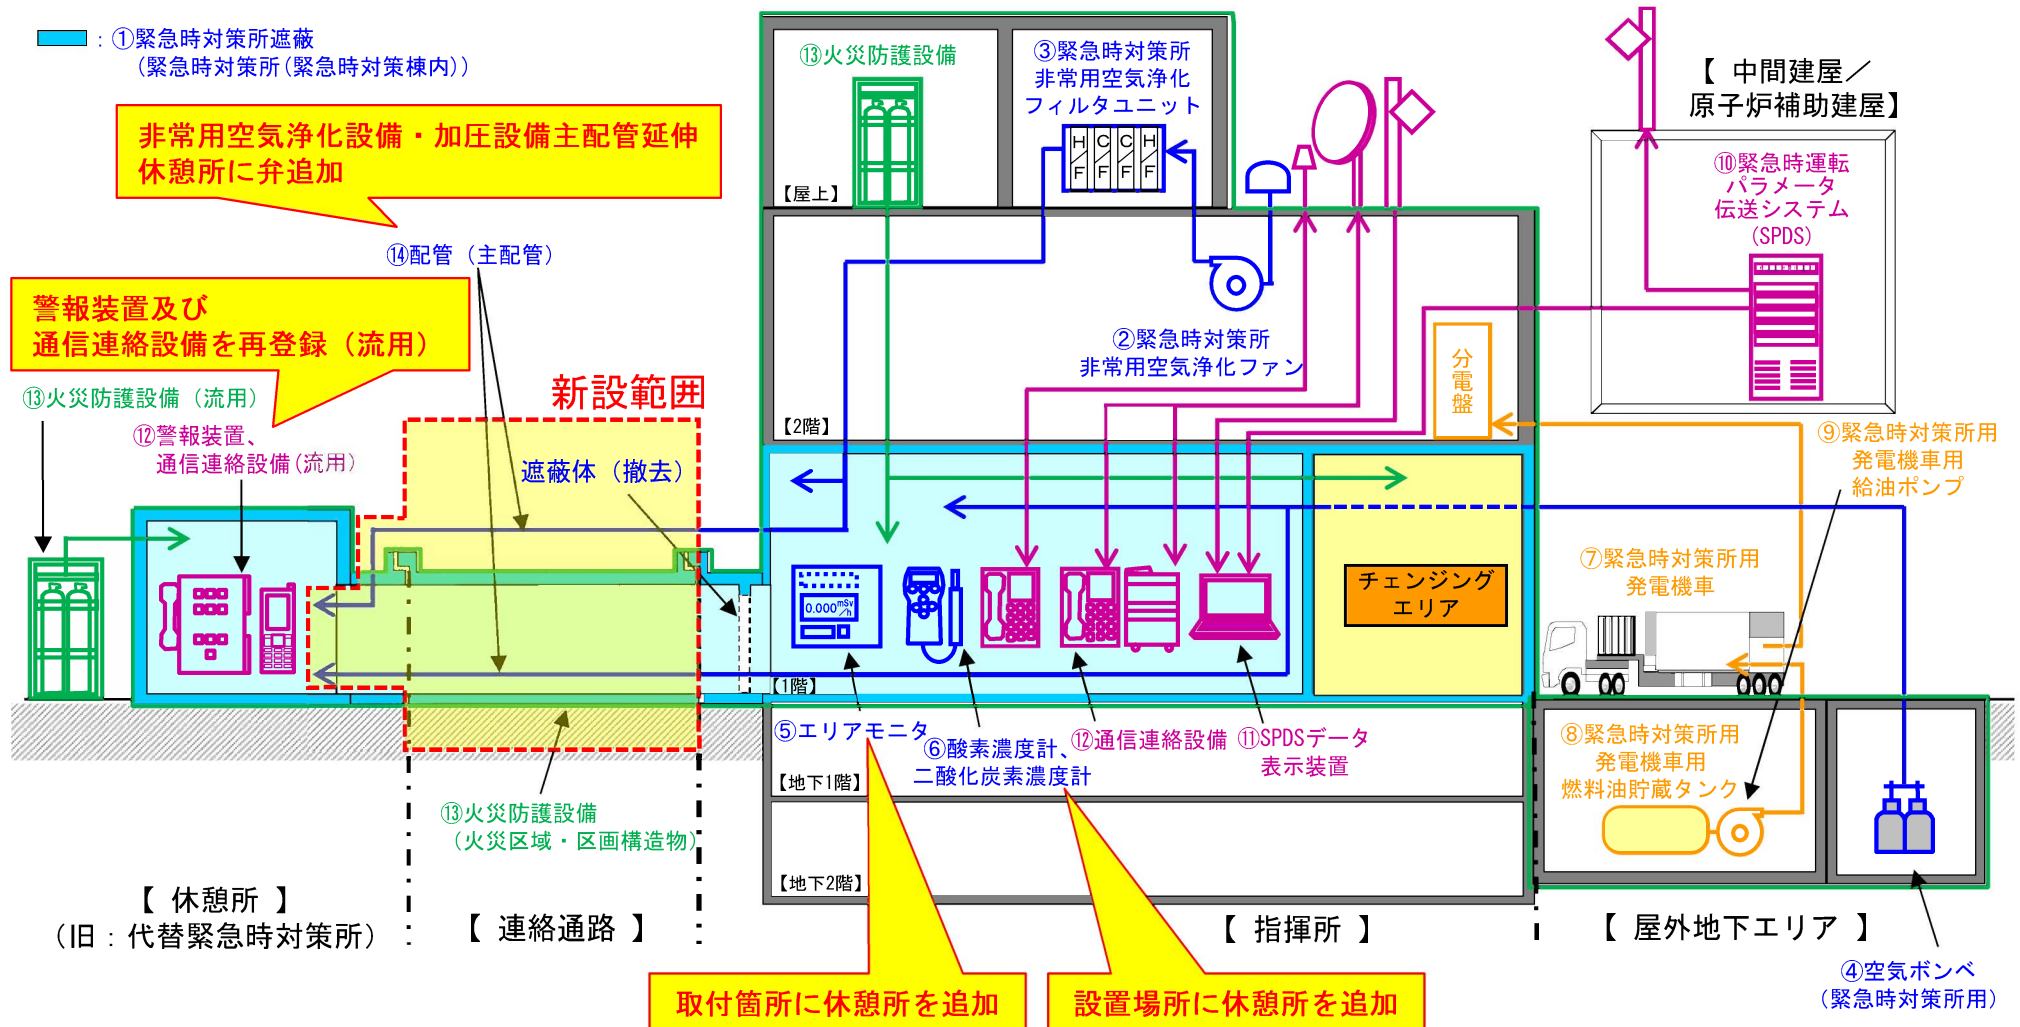 ：①緊急時対策所遮蔽
（緊急時対策所（緊急時対策棟内））
非常用空気浄化設備・加圧設備主配管延伸
休憩所に弁追加
⑭配管（主配管）
警報装置及び
通信連絡設備を再登録（流用）
⑬火災防護設備（流用）
⑫警報装置、
通信連絡設備（流用）
新設範囲
遮蔽体（撤去）
⑬火災防護設備
【屋上】
③緊急時対策所
非常用空気浄化
フィルタユニット
H/F
C/F
C/F
H/F
②緊急時対策所
非常用空気浄化ファン
【2階】
分電盤
【 中間建屋／
原子炉補助建屋】
⑩緊急時運転
パラメータ
伝送システム
(SPDS)
⑨緊急時対策所用
発電機車用
給油ポンプ
⑦緊急時対策所用
発電機車
チェンジング
エリア
0.000mSv/h
【1階】
⑤エリアモニタ
⑥酸素濃度計、
二酸化炭素濃度計
⑫通信連絡設備
⑪SPDSデータ
表示装置
【地下1階】
【地下2階】
⑧緊急時対策所用
発電機車用
燃料油貯蔵タンク
⑬火災防護設備
（火災区域・区画構造物）
【 休憩所 】
（旧：代替緊急時対策所）
【 連絡通路 】
【 指揮所 】
【 屋外地下エリア 】
④空気ボンベ
（緊急時対策所用）
取付箇所に休憩所を追加
設置場所に休憩所を追加